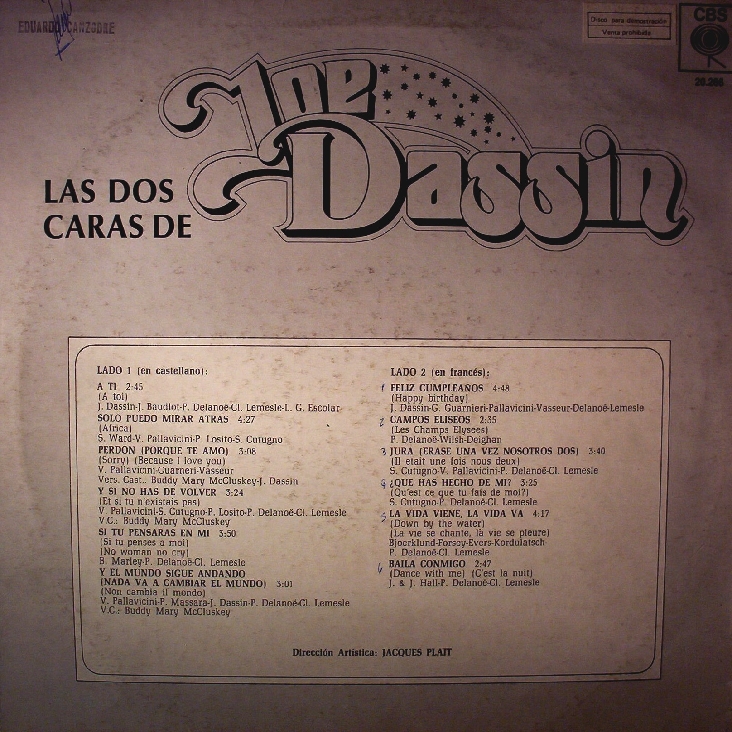 EDUARDO CANZOBRE
Disco para demostración
Venta prohibida
CBS
Joe
Dassin
LAS DOS
CARAS DE
LADO 1 (en castellano):
A TI 2:45
(A toi)
J. Dassin-J. Baudlot-P. Delanoë-Cl. Lemesle-L. G. Escolar
SOLO PUEDO MIRAR ATRAS 4:27
(Africa)
S. Ward-V. Pallavicini-P. Losito-S. Cutugno
PERDON (PORQUE TE AMO) 3:08
(Sorry) (Because I love you)
V. Pallavicini-Guarneri-Vasseur
Vers. Cast.: Buddy Mary McCluskey-J. Dassin
Y SI NO HAS DE VOLVER 3:24
(Et si tu n'existais pas)
V. Pallavicini-S. Cutugno-P. Losito-P. Delanoë-Cl. Lemesle
V.C.: Buddy Mary McCluskey
SI TU PENSARAS EN MI 3:50
(Si tu penses a moi)
(No woman no cry)
B. Marley-P. Delanoë-Cl. Lemesle
Y EL MUNDO SIGUE ANDANDO
(NADA VA A CAMBIAR EL MUNDO) 3:01
(Non cambia il mondo)
V. Pallavicini-P. Massara-J. Dassin-P. Delanoë-Cl. Lemesle
V.C.: Buddy Mary McCluskey
LADO 2 (en francés):
1 FELIZ CUMPLEAÑOS 4:48
(Happy birthday)
J. Dassin-G. Guarnieri-Pallavicini-Vasseur-Delanoë-Lemesle
2 CAMPOS ELISEOS 2:35
(Les Champs Elysees)
P. Delanoë-Wilsh-Deighan
3 JURA (ERASE UNA VEZ NOSOTROS DOS) 3:40
(Il etait une fois nous deux)
S. Cutugno-V. Pallavicini-P. Delanoë-Cl. Lemesle
4 ¿QUE HAS HECHO DE MI? 3:25
(Qu'est ce que tu fais de moi?)
S. Cutugno-P. Delanoë-Cl. Lemesle
5 LA VIDA VIENE, LA VIDA VA 4:17
(Down by the water)
(La vie se chante, la vie se pleure)
Bjoerklund-Forsey-Evers-Kordulatsch
P. Delanoë-Cl. Lemesle
6 BAILA CONMIGO 2:47
(Dance with me) (C'est la nuit)
J. & J. Hall-P. Delanoë-Cl. Lemesle
Dirección Artística: JACQUES PLAIT